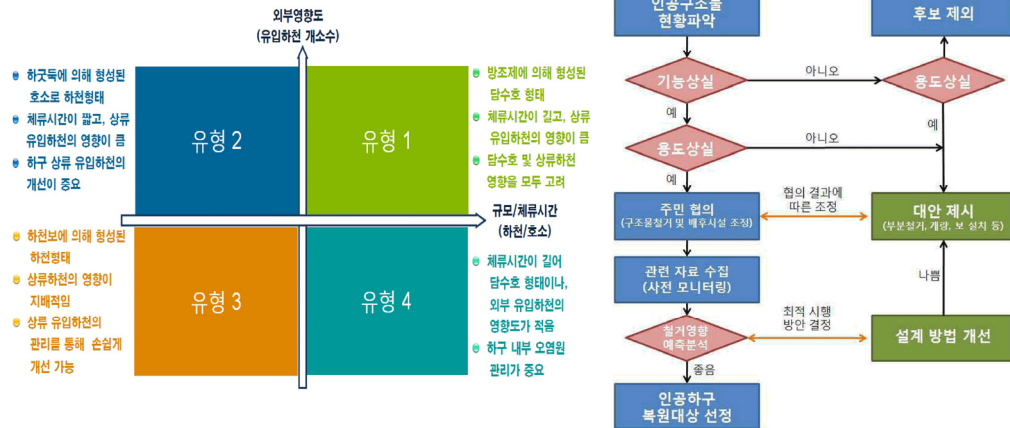 외부영향도
(유입하천 개소수)
하굿둑에 의해 형성된
호소로 하천형태
체류시간이 짧고, 상류
유입하천의 영향이 큼
하구 상류 유입하천의
개선이 중요
유형 2
유형 1
방조제에 의해 형성된
담수호 형태
체류시간이 길고, 상류
유입하천의 영향이 큼
담수호 및 상류하천
영향을 모두 고려
규모/체류시간
(하천/호소)
하천보에 의해 형성된
하천형태
상류하천의 영향이
지배적임
상류 유입하천의
관리를 통해 손쉽게
개선 가능
유형 3
유형 4
체류시간이 길어
담수호 형태이나,
외부 유입하천의
영향도가 적음
하구 내부 오염원
관리가 중요
인공구조물
현황파악
후보 제외
기능상실
아니오
용도상실
예
예
용도상실
아니오
예
주민 협의
(구조물철거 및 배후시설 조정)
협의 결과에
따른 조정
대안 제시
(부분철거, 개량, 보 설치 등)
관련 자료 수집
(사전 모니터링)
나쁨
철거영향
예측분석
최적 시행
방안 결정
설계 방법 개선
좋음
인공하구
복원대상 선정